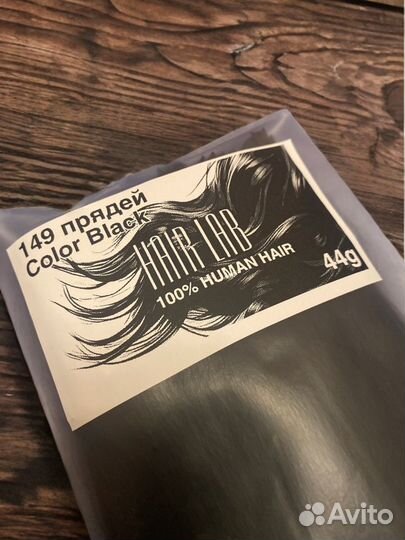 149 прядей
Color Black
HAIR LAB
100% HUMAN HAIR
44g
Avito